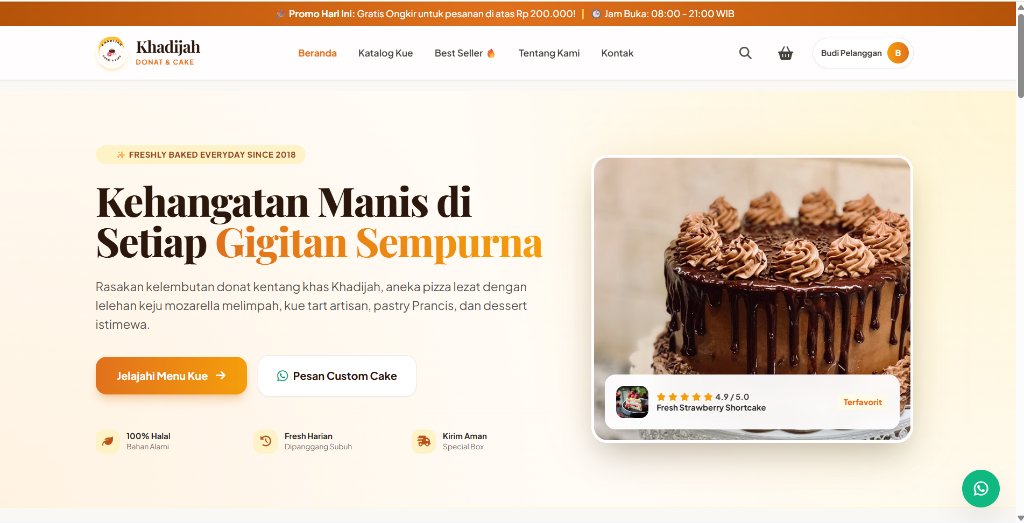 Promo Hari Ini: Gratis Ongkir untuk pesanan di atas Rp 200.000! | Jam Buka: 08:00 - 21:00 WIB
Khadijah
DONAT & CAKE
Beranda
Katalog Kue
Best Seller
Tentang Kami
Kontak
Budi Pelanggan
B
FRESHLY BAKED EVERYDAY SINCE 2018
Kehangatan Manis di
Setiap Gigitan Sempurna
Rasakan kelembutan donat kentang khas Khadijah, aneka pizza lezat dengan
lelehan keju mozarella melimpah, kue tart artisan, pastry Prancis, dan dessert
istimewa.
Jelajahi Menu Kue
Pesan Custom Cake
100% Halal
Bahan Alami
Fresh Harian
Dipanggang Subuh
Kirim Aman
Special Box
4.9 / 5.0
Fresh Strawberry Shortcake
Terfavorit